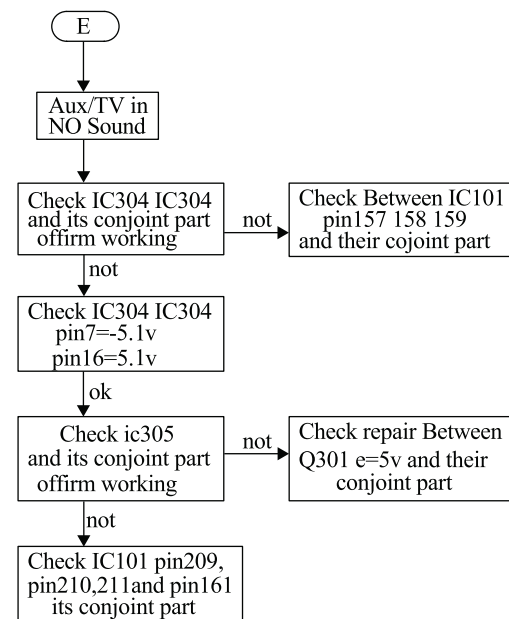 E
Aux/TV in
NO Sound
Check IC304 IC304
and its conjoint part
offirm working
not
Check Between IC101
pin157 158 159
and their cojoint part
not
Check IC304 IC304
pin7=-5.1v
pin16=5.1v
ok
Check ic305
and its conjoint part
offirm working
not
Check repair Between
Q301 e=5v and their
conjoint part
not
Check IC101 pin209,
pin210,211and pin161
its conjoint part